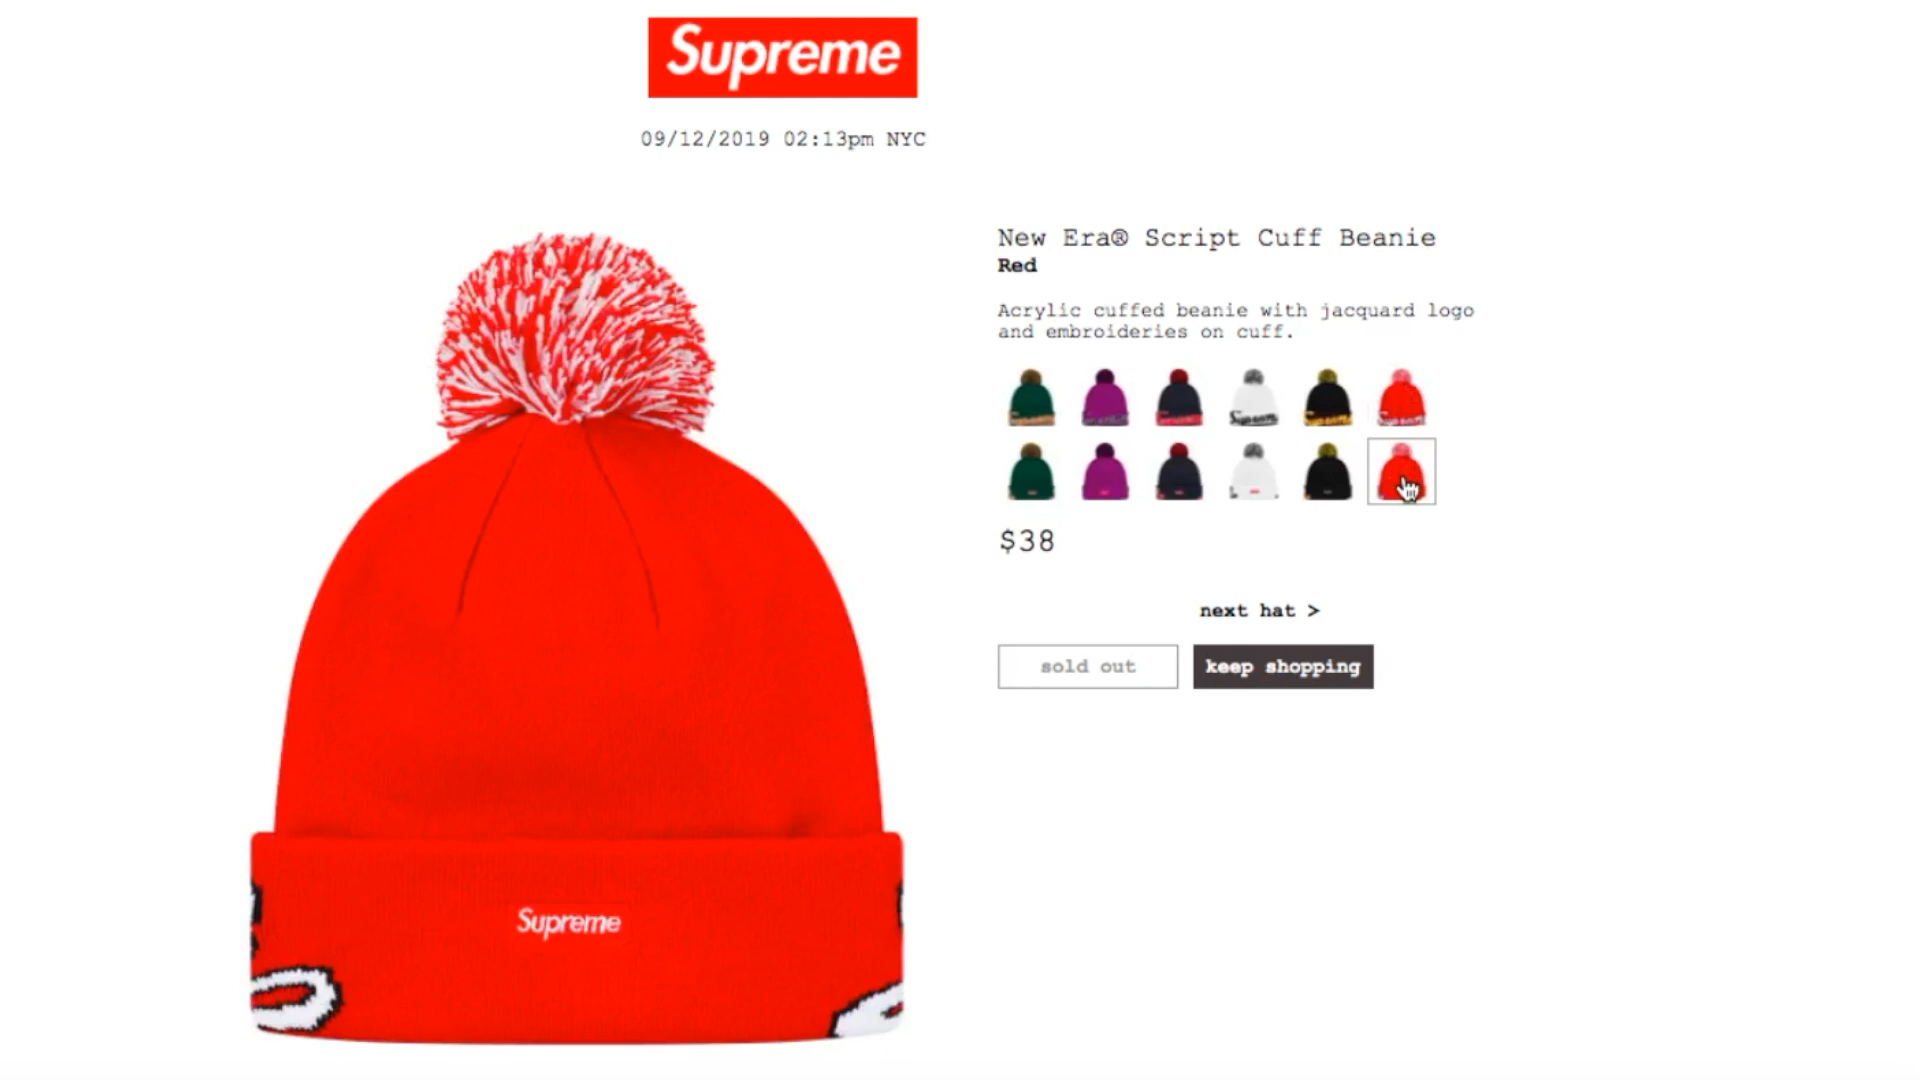 Supreme
09/12/2019 02:13pm NYC
New Era® Script Cuff Beanie
Red
Acrylic cuffed beanie with jacquard logo
and embroideries on cuff.
$38
next hat >
sold out
keep shopping
Supreme